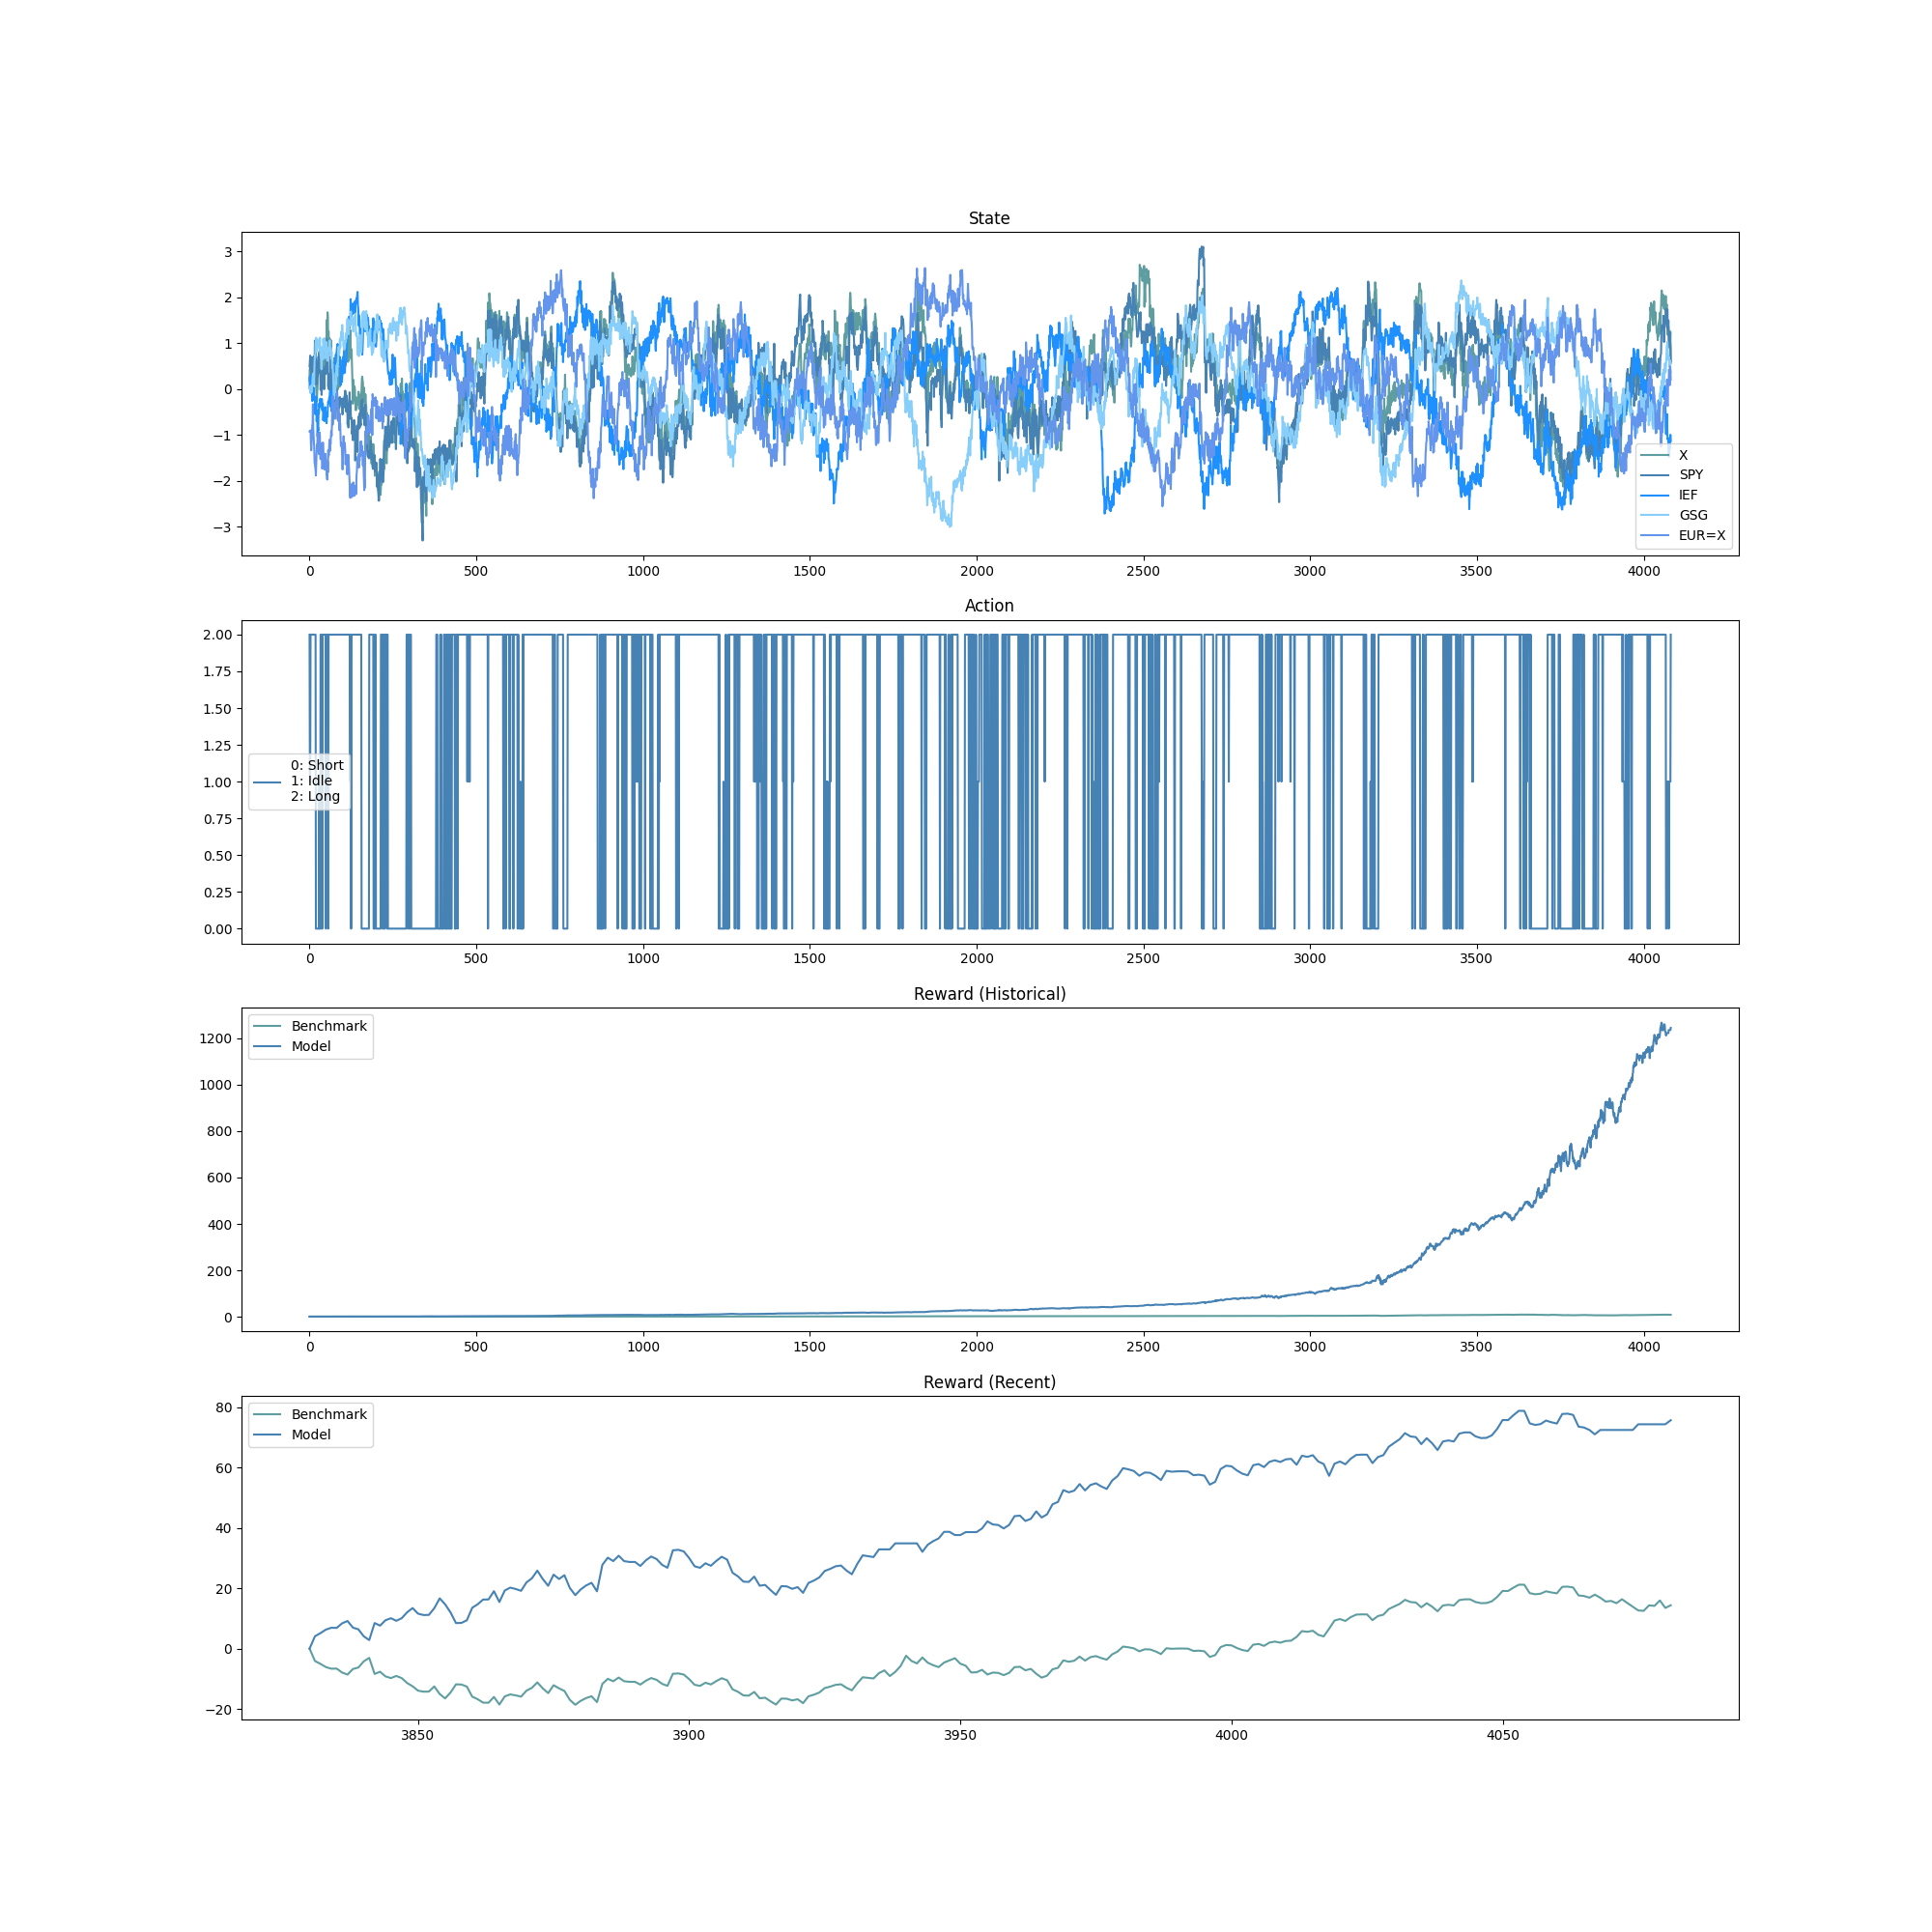 State
3
2
1
0
−1
−2
−3
X
SPY
IEF
GSG
EUR=X
0 500 1000 1500 2000 2500 3000 3500 4000
Action
2.00
1.75
1.50
1.25
1.00
0.75
0.50
0.25
0.00
0: Short
1: Idle
2: Long
0 500 1000 1500 2000 2500 3000 3500 4000
Reward (Historical)
1200
1000
800
600
400
200
0
Benchmark
Model
0 500 1000 1500 2000 2500 3000 3500 4000
Reward (Recent)
80
60
40
20
0
−20
Benchmark
Model
3850 3900 3950 4000 4050